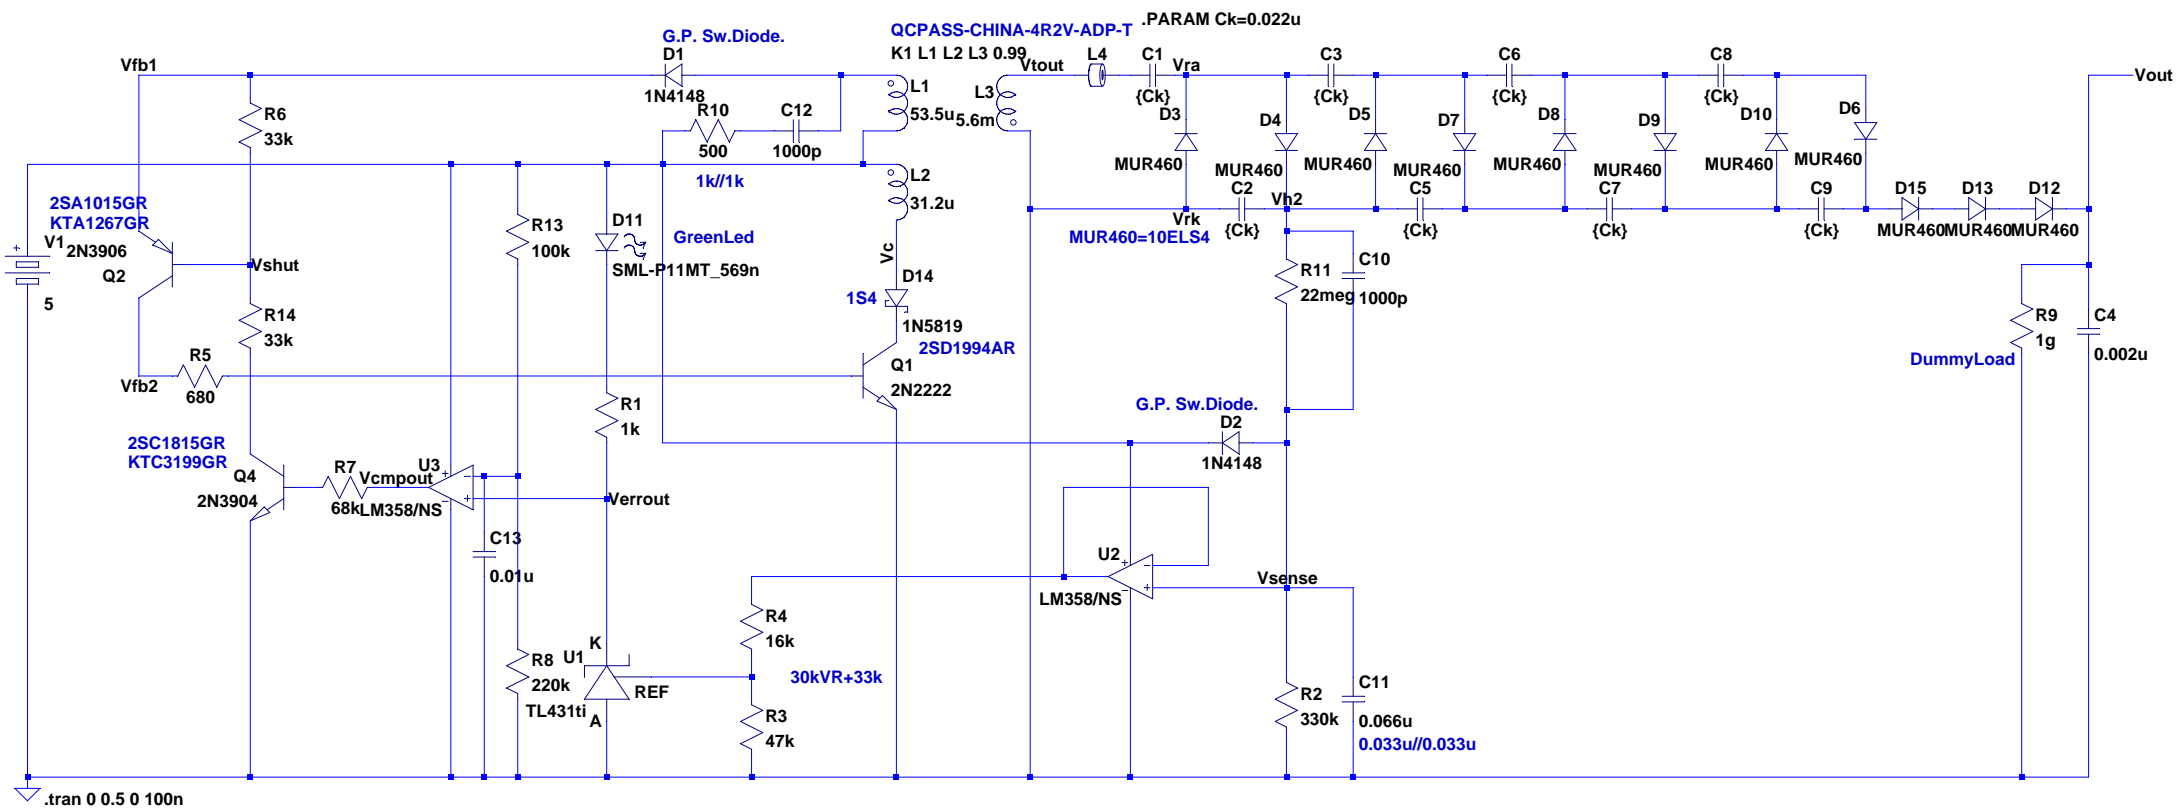 .PARAM Ck=0.022u
QCPASS-CHINA-4R2V-ADP-T
K1 L1 L2 L3 0.99
G.P. Sw.Diode.
D1
1N4148
Vfb1
R6
33k
R10
500
1k//1k
C12
1000p
L1
53.5u
L3
5.6m
Vtout
L4
C1
{Ck}
Vra
C3
{Ck}
C6
{Ck}
C8
{Ck}
D3
MUR460
D4
MUR460
D5
MUR460
D7
MUR460
D8
MUR460
D9
MUR460
D10
MUR460
D6
MUR460
Vout
L2
31.2u
Vrk
C2
{Ck}
Vh2
C5
{Ck}
C7
{Ck}
C9
{Ck}
D15
MUR460
D13
MUR460
D12
MUR460
MUR460=10ELS4
2SA1015GR
KTA1267GR
2N3906
Q2
V1
5
Vshut
R14
33k
R13
100k
D11
GreenLed
SML-P11MT_569n
Vc
D14
1S4
1N5819
2SD1994AR
Q1
2N2222
R11
22meg
C10
1000p
R9
1g
DummyLoad
C4
0.002u
R5
680
Vfb2
R1
1k
G.P. Sw.Diode.
D2
1N4148
2SC1815GR
KTC3199GR
Q4
2N3904
R7
68k
Vcmpout
U3
LM358/NS
Verrout
C13
0.01u
U2
LM358/NS
Vsense
R4
16k
30kVR+33k
R3
47k
R8
220k
K
U1
REF
TL431ti
A
R2
330k
C11
0.066u
0.033u//0.033u
.tran 0 0.5 0 100n